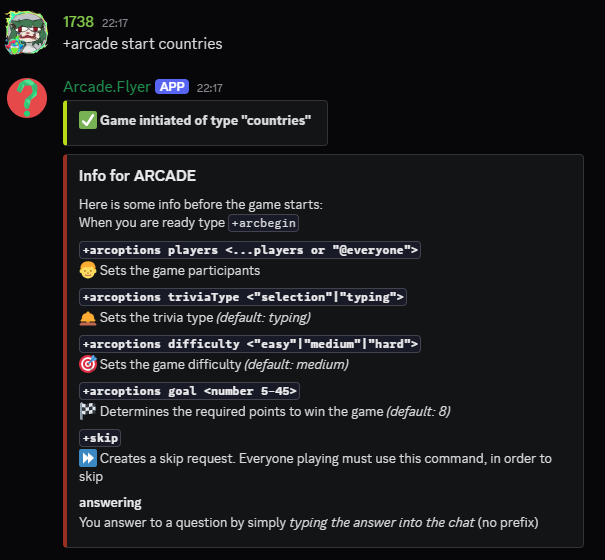 1738 22:17
+arcade start countries
Arcade.Flyer APP 22:17
Game initiated of type "countries"
Info for ARCADE
Here is some info before the game starts:
When you are ready type +arcbegin
+arcoptions players <...players or "@everyone">
Sets the game participants
+arcoptions triviaType <"selection"|"typing">
Sets the trivia type (default: typing)
+arcoptions difficulty <"easy"|"medium"|"hard">
Sets the game difficulty (default: medium)
+arcoptions goal <number 5-45>
Determines the required points to win the game (default: 8)
+skip
Creates a skip request. Everyone playing must use this command, in order to
skip
answering
You answer to a question by simply typing the answer into the chat (no prefix)